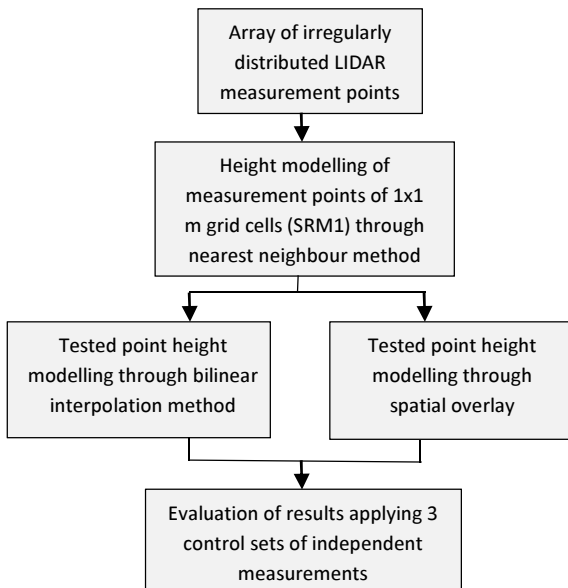 Array of irregularly
distributed LIDAR
measurement points
Height modelling of
measurement points of 1x1
m grid cells (SRM1) through
nearest neighbour method
Tested point height
modelling through bilinear
interpolation method
Tested point height
modelling through
spatial overlay
Evaluation of results applying 3
control sets of independent
measurements